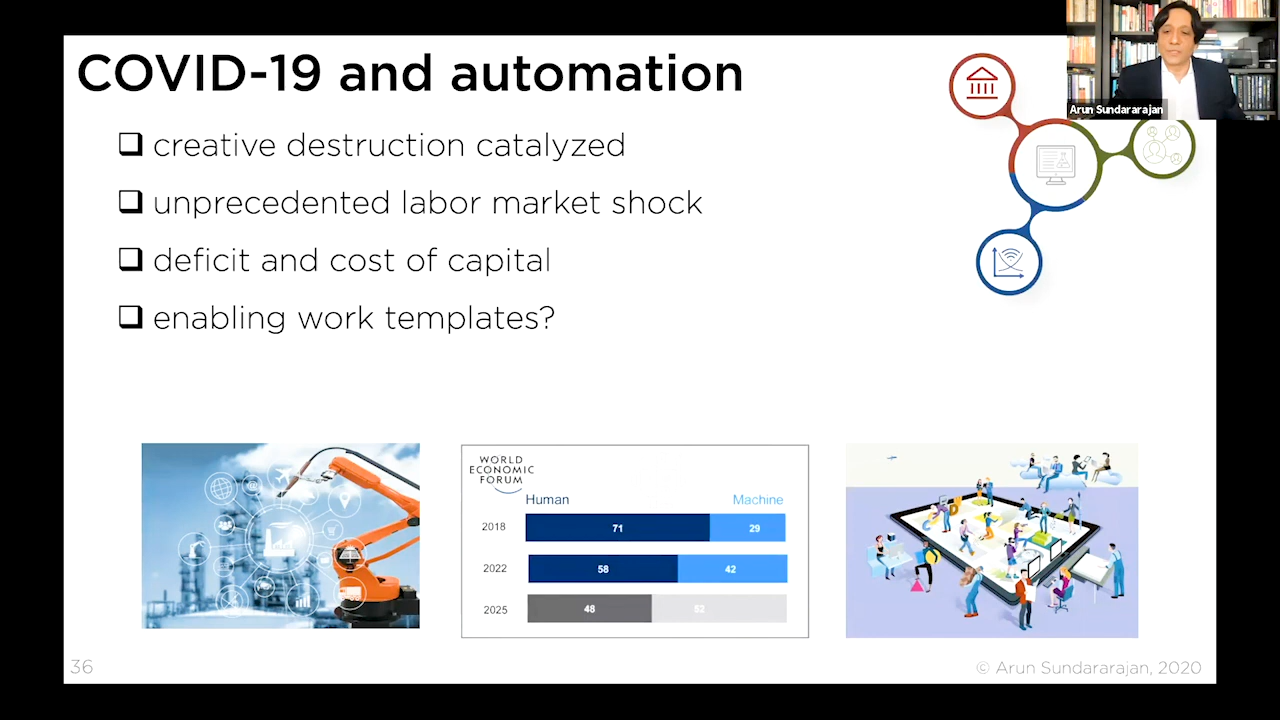 COVID-19 and automation
Arun Sundararajan
❑ creative destruction catalyzed
❑ unprecedented labor market shock
❑ deficit and cost of capital
❑ enabling work templates?
WORLD
ECONOMIC
FORUM
Human Machine
2018 71 29
2022 58 42
2025 48 52
36
© Arun Sundararajan, 2020